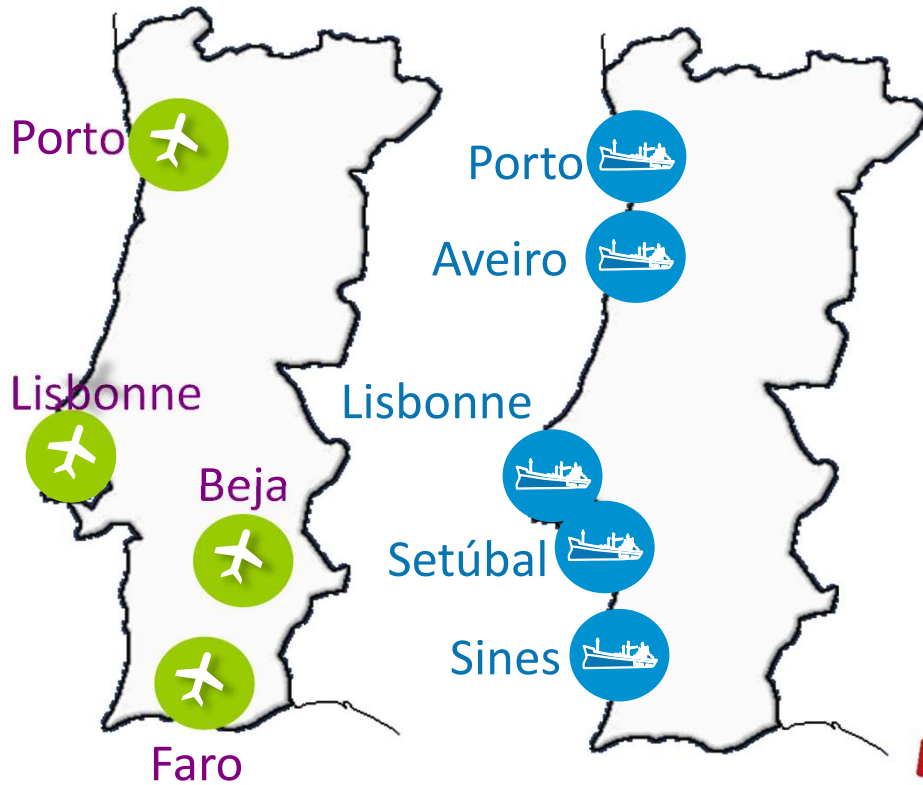 Porto
Lisbonne
Beja
Faro
Porto
Aveiro
Lisbonne
Setúbal
Sines